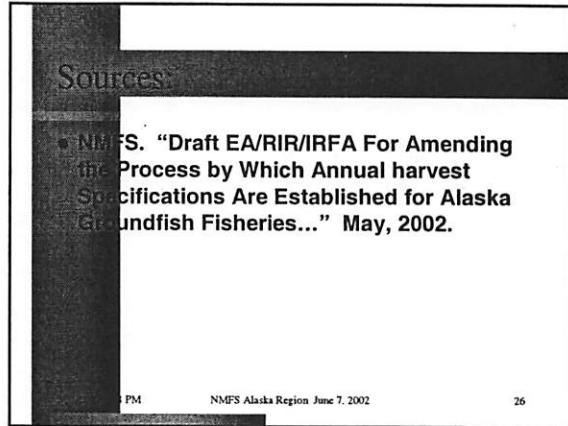 Sources:
• NMFS. “Draft EA/RIR/IRFA For Amending
the Process by Which Annual harvest
Specifications Are Established for Alaska
Groundfish Fisheries…” May, 2002.
PM NMFS Alaska Region June 7, 2002 26